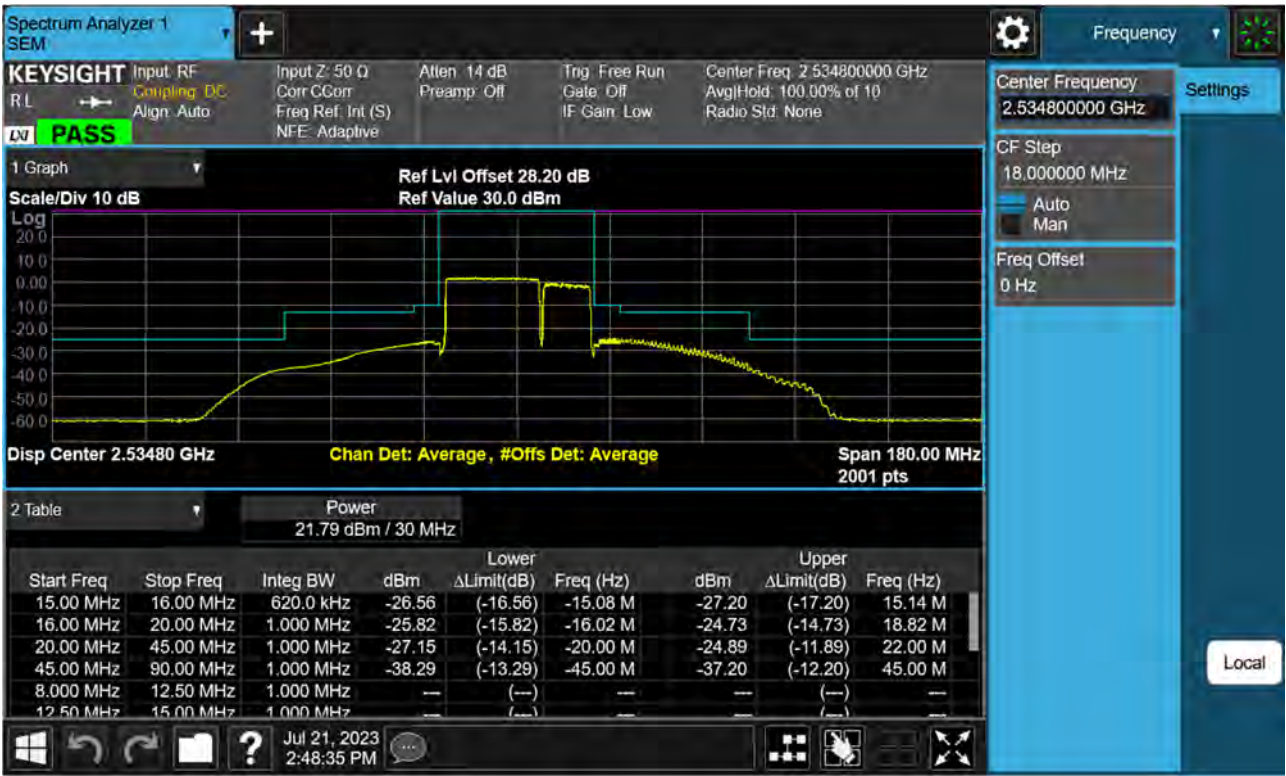 Spectrum Analyzer 1
SEM
Frequency
KEYSIGHT
R L
LXI
PASS
Input: RF
Coupling: DC
Align: Auto
Input Z: 50 Ω
Corr CCorr
Freq Ref: Int (S)
NFE: Adaptive
Atten: 14 dB
Preamp: Off
Trig: Free Run
Gate: Off
IF Gain: Low
Center Freq: 2.534800000 GHz
Avg|Hold: 100.00% of 10
Radio Std: None
Center Frequency
2.534800000 GHz
Settings
CF Step
18.000000 MHz
Auto
Man
Freq Offset
0 Hz
1 Graph
Scale/Div 10 dB
Ref Lvl Offset 28.20 dB
Ref Value 30.0 dBm
Log
20.0
10.0
0.00
-10.0
-20.0
-30.0
-40.0
-50.0
-60.0
Disp Center 2.53480 GHz
Chan Det: Average, #Offs Det: Average
Span 180.00 MHz
2001 pts
2 Table
Power
21.79 dBm / 30 MHz
Lower Upper
Start Freq Stop Freq Integ BW dBm ΔLimit(dB) Freq (Hz) dBm ΔLimit(dB) Freq (Hz)
15.00 MHz 16.00 MHz 620.0 kHz -26.56 (-16.56) -15.08 M -27.20 (-17.20) 15.14 M
16.00 MHz 20.00 MHz 1.000 MHz -25.82 (-15.82) -16.02 M -24.73 (-14.73) 18.82 M
20.00 MHz 45.00 MHz 1.000 MHz -27.15 (-14.15) -20.00 M -24.89 (-11.89) 22.00 M
45.00 MHz 90.00 MHz 1.000 MHz -38.29 (-13.29) -45.00 M -37.20 (-12.20) 45.00 M
8.000 MHz 12.50 MHz 1.000 MHz --- (---) --- --- (---) ---
12.50 MHz 15.00 MHz 1.000 MHz --- (---) --- --- (---) ---
Local
?
Jul 21, 2023
2:48:35 PM